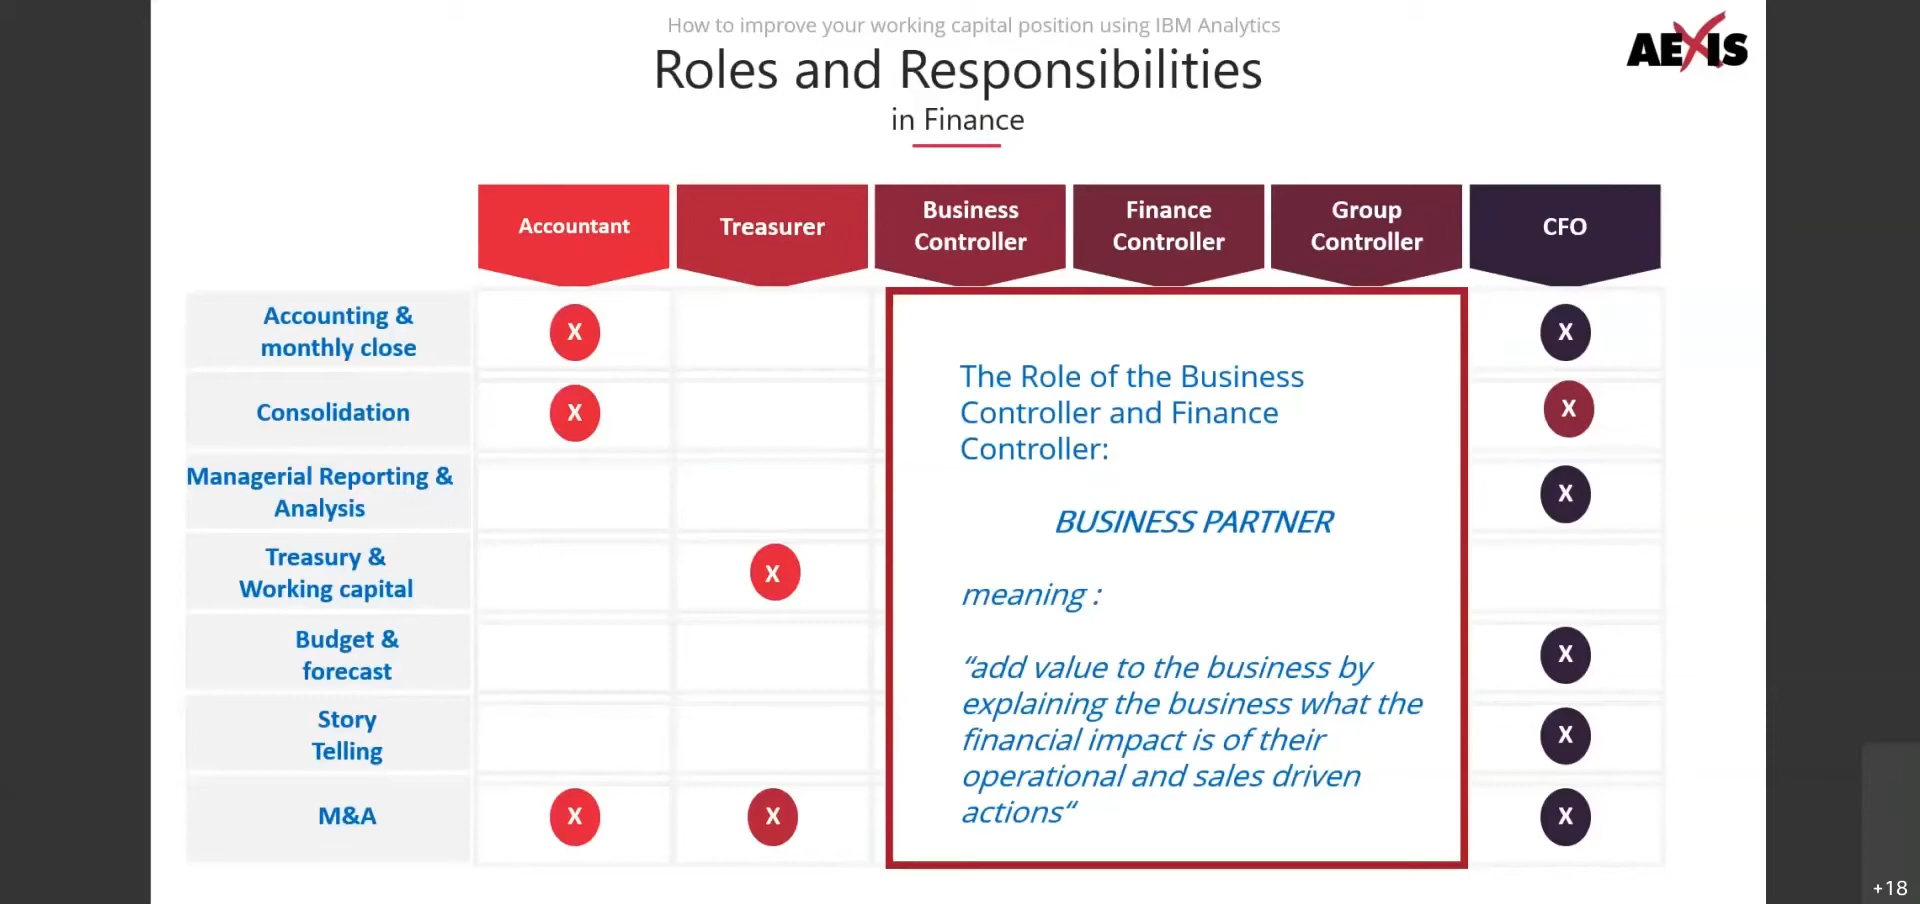 How to improve your working capital position using IBM Analytics
AEXIS
Roles and Responsibilities
in Finance
Accountant
Treasurer
Business
Controller
Finance
Controller
Group
Controller
CFO
Accounting &
monthly close
X
X
Consolidation
X
X
Managerial Reporting &
Analysis
X
Treasury &
Working capital
X
Budget &
forecast
X
Story
Telling
X
M&A
X
X
X
The Role of the Business
Controller and Finance
Controller:
BUSINESS PARTNER
meaning :
“add value to the business by
explaining the business what the
financial impact is of their
operational and sales driven
actions“
+18